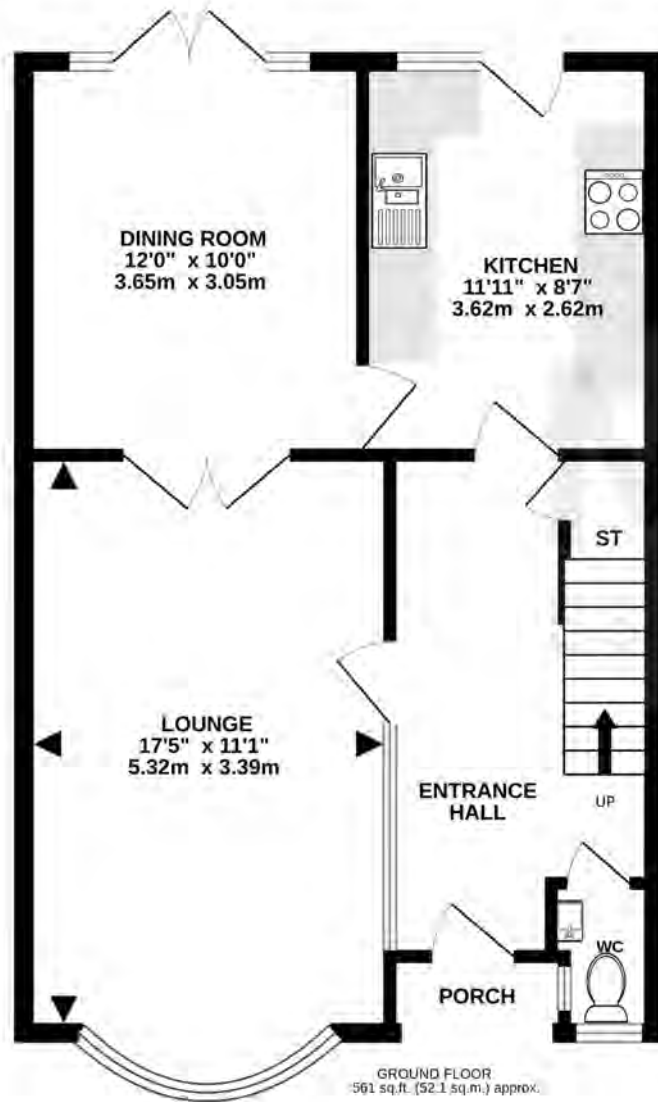 DINING ROOM
12'0" x 10'0"
3.65m x 3.05m
KITCHEN
11'11" x 8'7"
3.62m x 2.62m
ST
LOUNGE
17'5" x 11'1"
5.32m x 3.39m
ENTRANCE
HALL
UP
WC
PORCH
GROUND FLOOR
561 sq.ft. (52.1 sq.m.) approx.